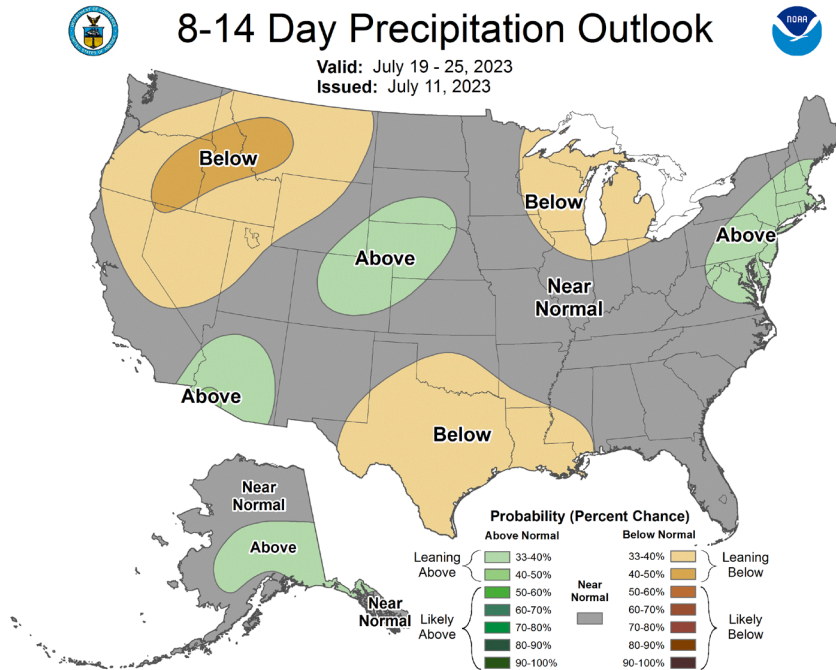 8-14 Day Precipitation Outlook
NOAA
Valid: July 19 - 25, 2023
Issued: July 11, 2023
Below
Below
Above
Above
Near
Normal
Above
Below
Near
Normal
Above
Near
Normal
Probability (Percent Chance)
Above Normal
Below Normal
Leaning
Above
33-40%
40-50%
Likely
Above
50-60%
60-70%
70-80%
80-90%
90-100%
Near
Normal
33-40%
40-50%
Leaning
Below
50-60%
60-70%
70-80%
80-90%
90-100%
Likely
Below